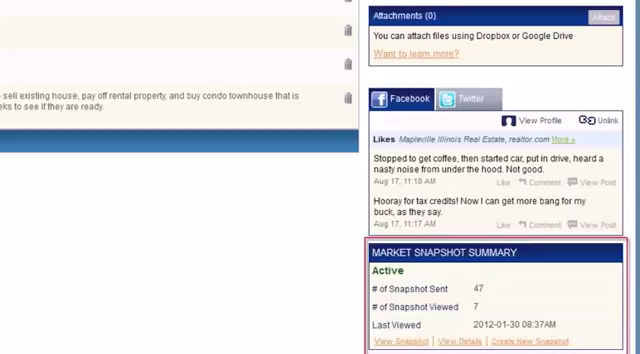 sell existing house, pay off rental property, and buy condo townhouse that is
eks to see if they are ready.
Attachments (0)
Attach
You can attach files using Dropbox or Google Drive
Want to learn more?
Facebook
Twitter
View Profile
Unlink
Likes Mapleville Illinois Real Estate, realtor.com More »
Stopped to get coffee, then started car, put in drive, heard a
nasty noise from under the hood. Not good.
Aug 17, 11:18 AM
Like
Comment
View Post
Hooray for tax credits! Now I can get more bang for my
buck, as they say.
Aug 17, 11:17 AM
Like
Comment
View Post
MARKET SNAPSHOT SUMMARY
Active
# of Snapshot Sent 47
# of Snapshot Viewed 7
Last Viewed 2012-01-30 08:37AM
View Snapshot | View Details | Create New Snapshot